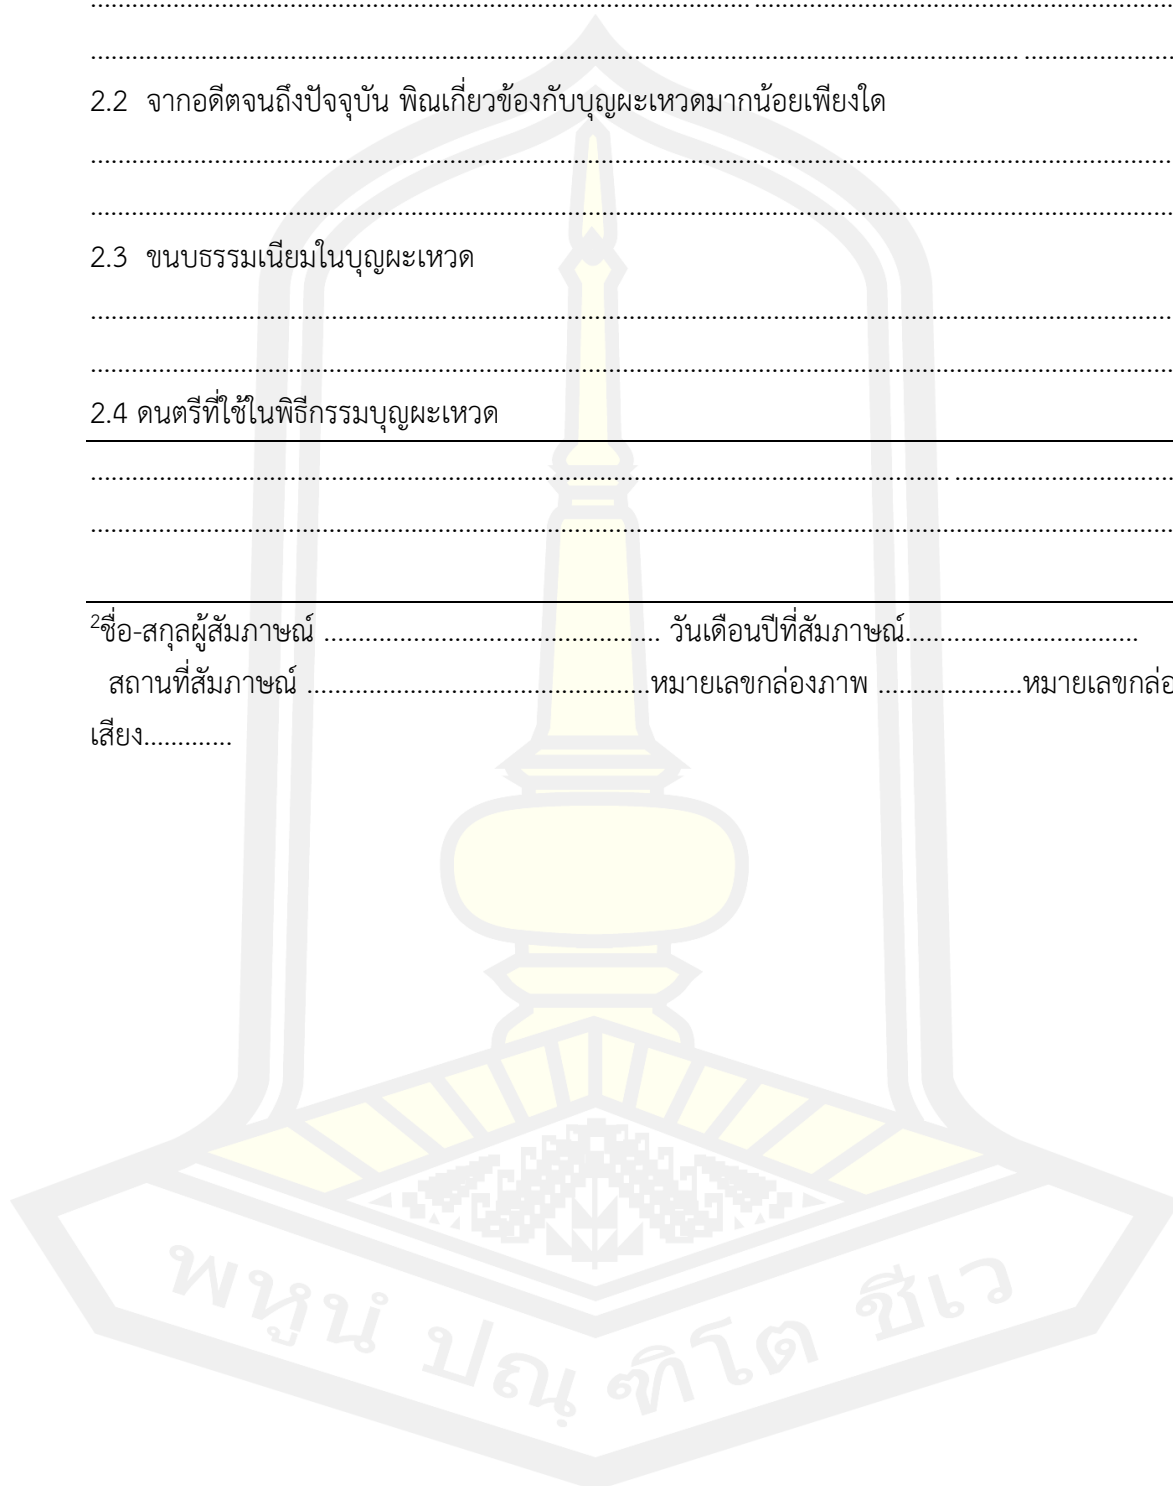 ........................................................................................ ........................................................
............................................................................................................................ ....................
2.2 จากอดีตจนถึงปัจจุบัน พิณเกี่ยวข้องกับบุญผะเหวดมากน้อยเพียงใด
................................................................................................................................................
................................................................................................................................................
2.3 ขนบธรรมเนียมในบุญผะเหวด
................................................................................................................................................
................................................................................................................................................
2.4 ดนตรีที่ใช้ในพิธีกรรมบุญผะเหวด
.................................................................................................................... ............................
................................................................................................................................................
²ชื่อ-สกุลผู้สัมภาษณ์ ................................................ วันเดือนปีที่สัมภาษณ์..................................
สถานที่สัมภาษณ์ ..................................................หมายเลขกล่องภาพ .....................หมายเลขกล่อ
เสียง.............
พหูนํ ปณฺฑิโต ชีเว